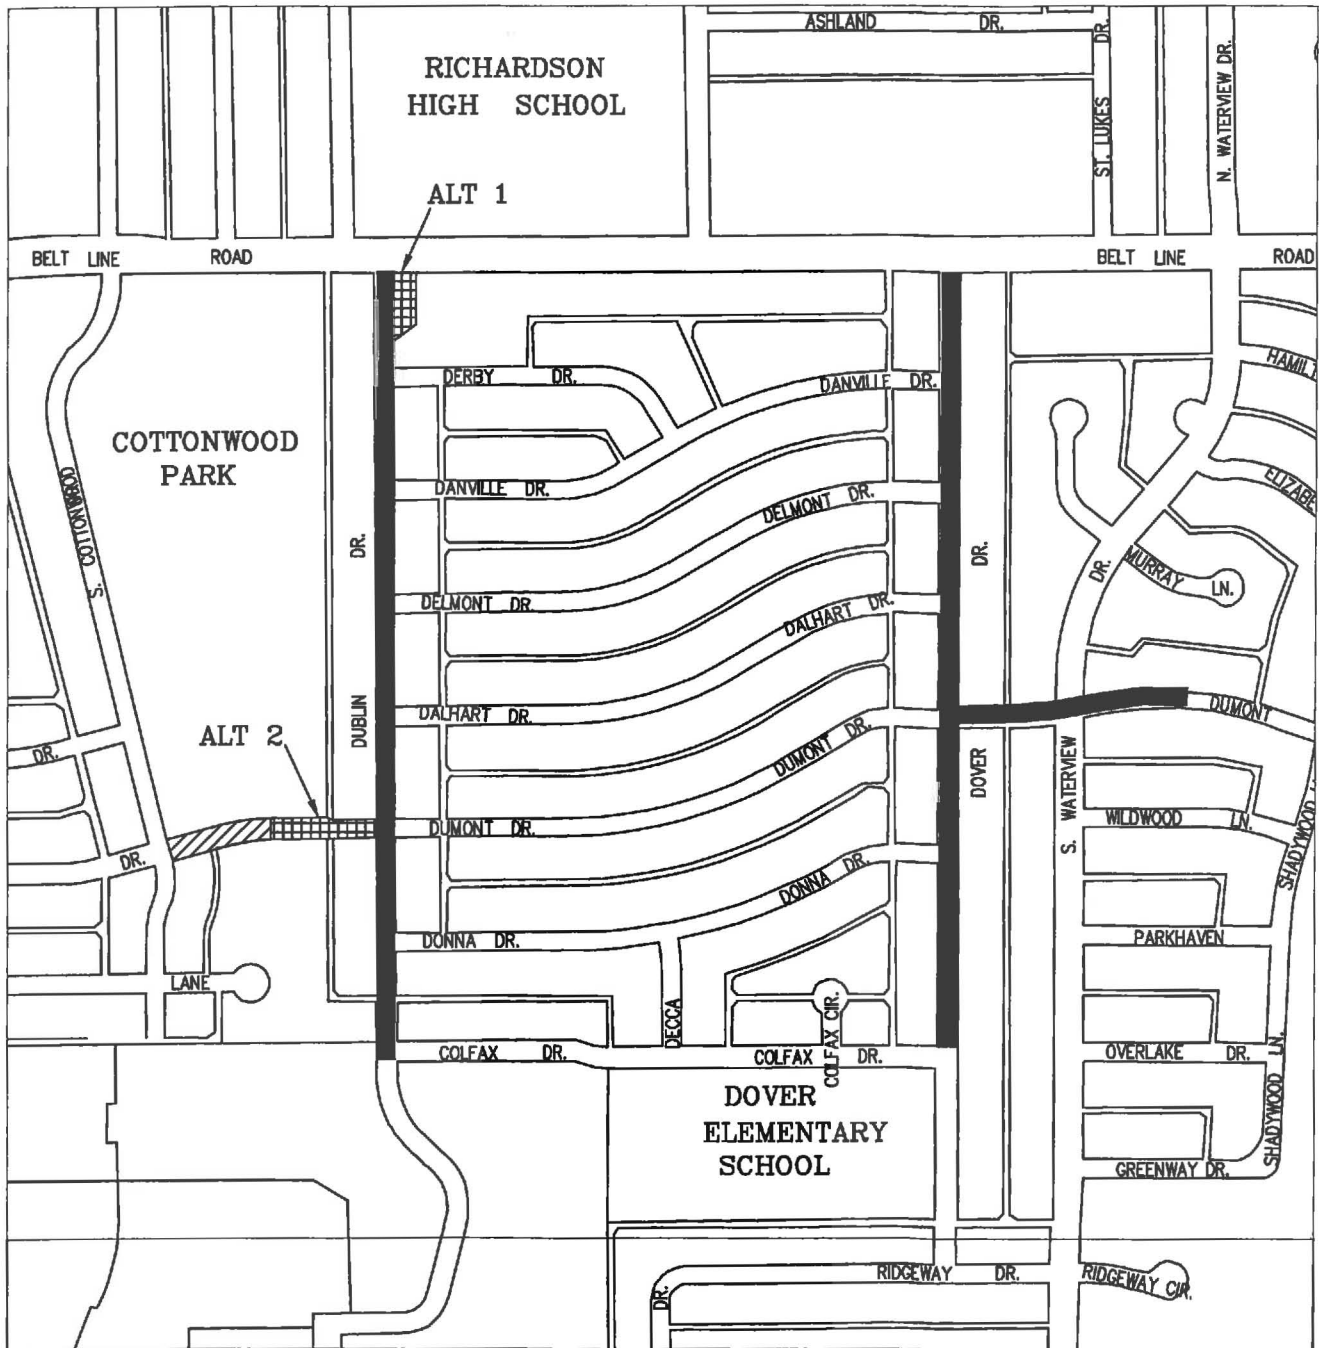 ASHLAND DR.
ST. LUKES DR.
N. WATERVIEW DR.
RICHARDSON
HIGH SCHOOL
ALT 1
BELT LINE ROAD
BELT LINE ROAD
DERBY DR.
DANVILLE DR.
HAMILT
COTTONWOOD
PARK
S. COTTONWOOD
DANVILLE DR.
DELMONT DR.
ELIZABE
DR.
DUBLIN
DR.
DOVER
MURRAY LN.
DELMONT DR.
DALHART DR.
DALHART DR.
DUMONT
ALT 2
DR.
DUMONT DR.
S. WATERVIEW
DR.
DUMONT DR.
WILDWOOD LN.
SHADYWOOD
DR.
DONNA DR.
DONNA DR.
PARKHAVEN
LANE
DECCA
COLFAX CIR.
COLFAX DR.
COLFAX DR.
OVERLAKE DR.
SHADYWOOD LN.
DOVER
ELEMENTARY
SCHOOL
GREENWAY DR.
RIDGEWAY DR.
RIDGEWAY CIR.
DR.